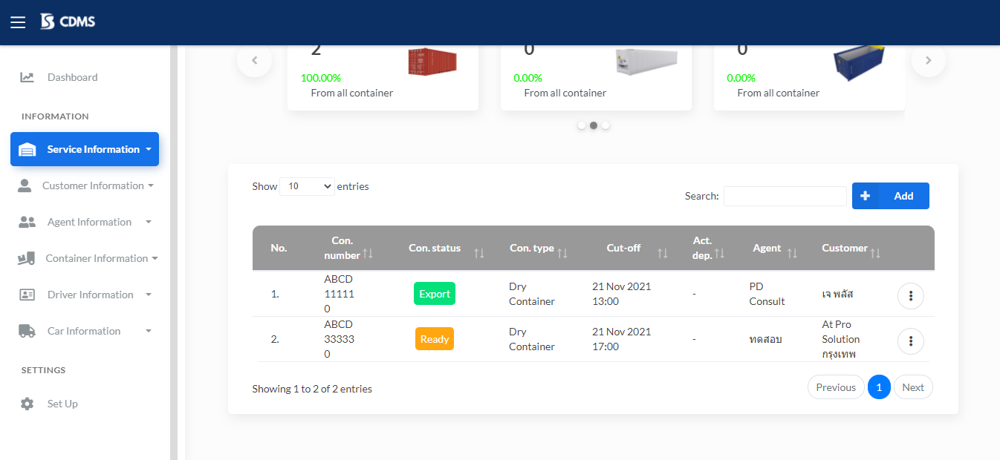 CDMS
Dashboard
INFORMATION
Service Information
Customer Information
Agent Information
Container Information
Driver Information
Car Information
SETTINGS
Set Up
2
100.00%
From all container
0
0.00%
From all container
0
0.00%
From all container
Show 10 entries
Search:
Add
No. Con. number Con. status Con. type Cut-off Act. dep. Agent Customer
1. ABCD 11111 0 Export Dry Container 21 Nov 2021 13:00 - PD Consult เจ พลัส
2. ABCD 33333 0 Ready Dry Container 21 Nov 2021 17:00 - ทดสอบ At Pro Solution กรุงเทพ
Showing 1 to 2 of 2 entries
Previous 1 Next